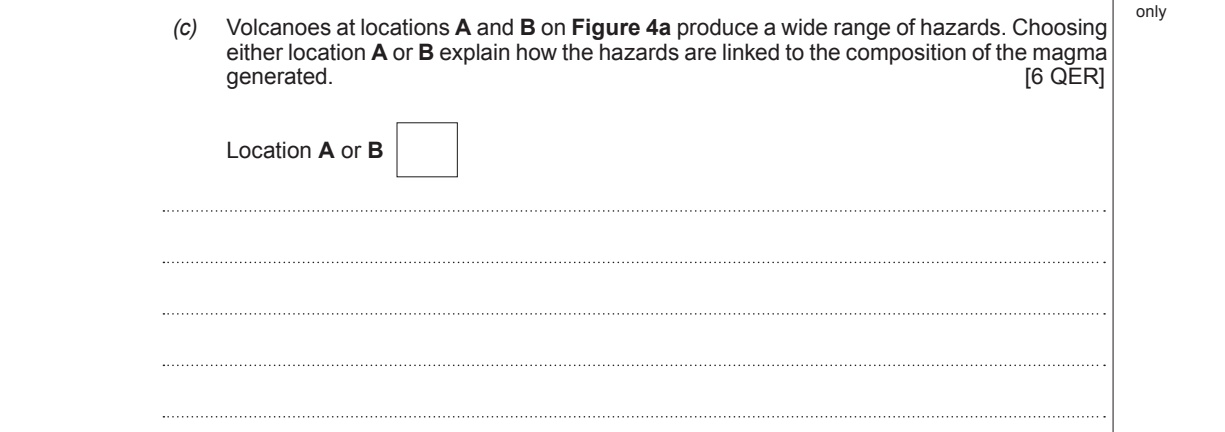 only
(c) Volcanoes at locations A and B on Figure 4a produce a wide range of hazards. Choosing
either location A or B explain how the hazards are linked to the composition of the magma
generated. [6 QER]
Location A or B